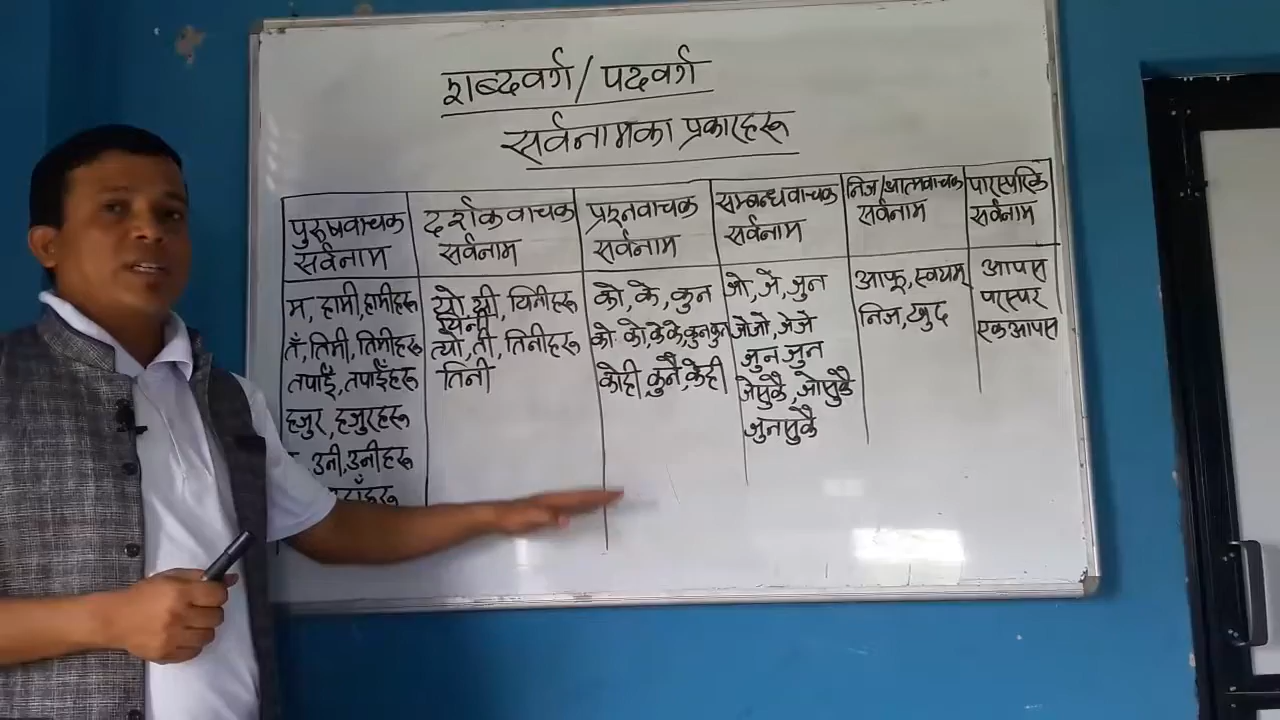 शब्दवर्ग/पदवर्ग
सर्वनामका प्रकारहरू
पुरुषवाचक
सर्वनाम
म, हामी, हामीहरू
तँ, तिमी, तिमीहरू
तपाईँ, तपाईँहरू
हजुर, हजुरहरू
उनी, उनीहरू
दर्शकवाचक
सर्वनाम
यो, यी, यिनीहरू
यिनी
त्यो, ती, तिनीहरू
तिनी
प्रश्नवाचक
सर्वनाम
को, के, कुन
को को, के के, कुन कुन
कोही, कुनै, केही
सम्बन्धवाचक
सर्वनाम
जो, जे, जुन
जोजो, जेजे
जुन जुन
जेसुकै, जोसुकै
जुनसुकै
निज/आत्मवाचक
सर्वनाम
आफू, स्वयम्
निज, खुद
पारस्परिक
सर्वनाम
आपस
परस्पर
एकआपस